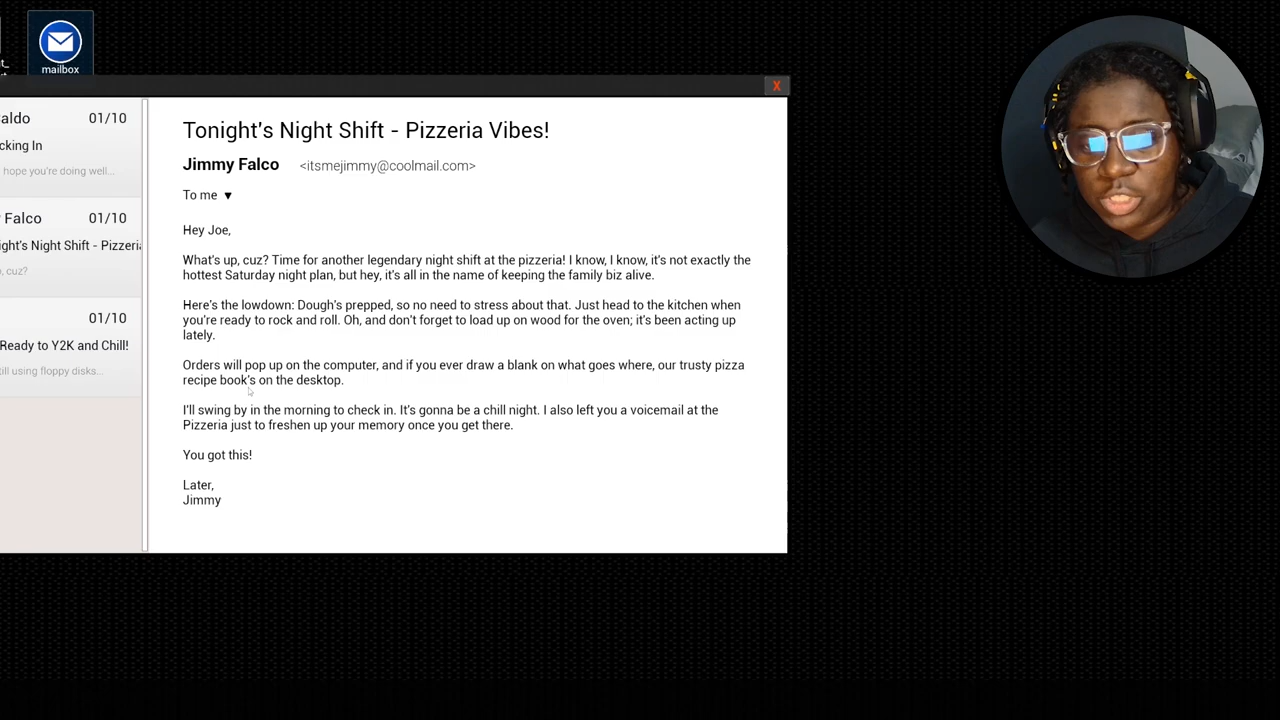 mailbox
X
aldo 01/10
cking In
hope you're doing well...
Falco 01/10
ght's Night Shift - Pizzeria
, cuz?
01/10
Ready to Y2K and Chill!
till using floppy disks...
Tonight's Night Shift - Pizzeria Vibes!
Jimmy Falco <itsmejimmy@coolmail.com>
To me ▼
Hey Joe,
What's up, cuz? Time for another legendary night shift at the pizzeria! I know, I know, it's not exactly the
hottest Saturday night plan, but hey, it's all in the name of keeping the family biz alive.
Here's the lowdown: Dough's prepped, so no need to stress about that. Just head to the kitchen when
you're ready to rock and roll. Oh, and don't forget to load up on wood for the oven; it's been acting up
lately.
Orders will pop up on the computer, and if you ever draw a blank on what goes where, our trusty pizza
recipe book's on the desktop.
I'll swing by in the morning to check in. It's gonna be a chill night. I also left you a voicemail at the
Pizzeria just to freshen up your memory once you get there.
You got this!
Later,
Jimmy